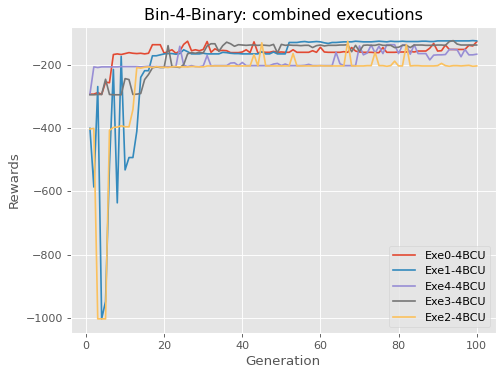 Bin-4-Binary: combined executions
Rewards
−200
−400
−600
−800
−1000
0
20
40
60
80
100
Generation
Exe0-4BCU
Exe1-4BCU
Exe4-4BCU
Exe3-4BCU
Exe2-4BCU